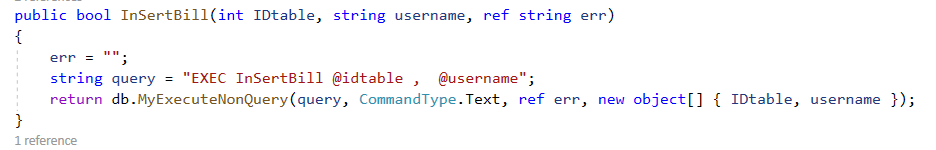 public bool InSertBill(int IDtable, string username, ref string err)
{
err = "";
string query = "EXEC InSertBill @idtable ,  @username";
return db.MyExecuteNonQuery(query, CommandType.Text, ref err, new object[] { IDtable, username });
}
1 reference